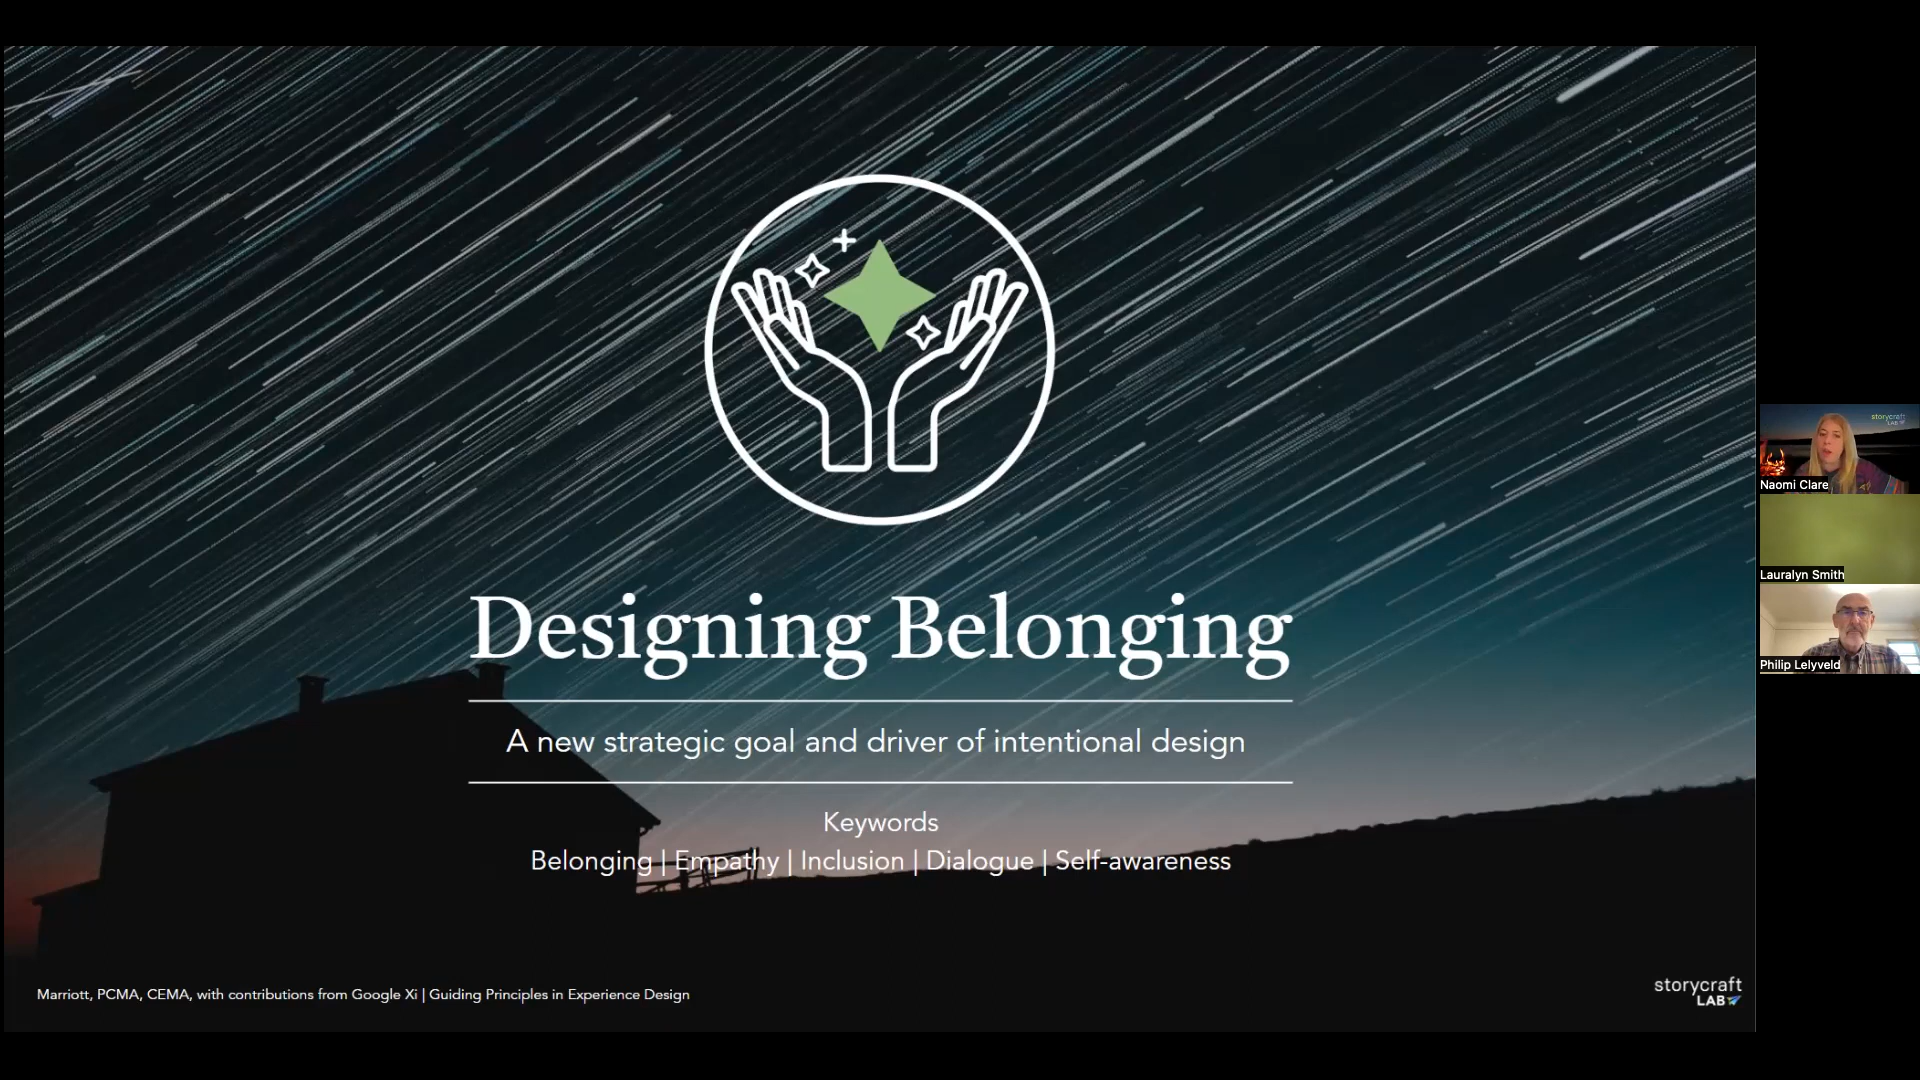 Designing Belonging
A new strategic goal and driver of intentional design
Keywords
Belonging | Empathy | Inclusion | Dialogue | Self-awareness
Marriott, PCMA, CEMA, with contributions from Google Xi | Guiding Principles in Experience Design
storycraft
LAB
storycraft
LAB
Naomi Clare
Lauralyn Smith
Philip Lelyveld